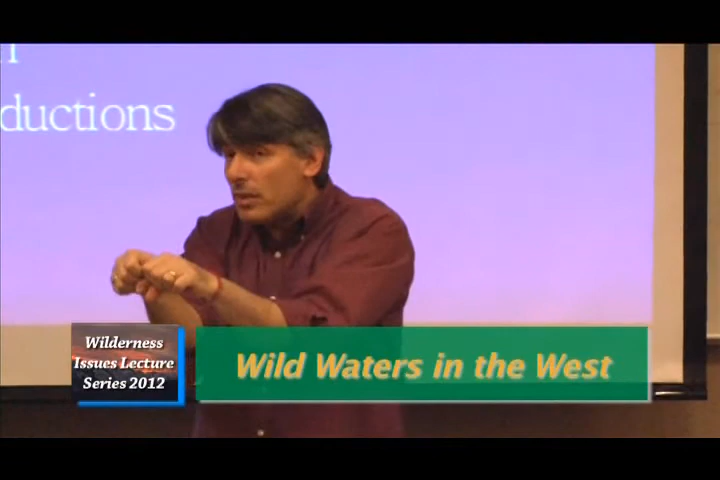 ductions
Wilderness
Issues Lecture
Series 2012
Wild Waters in the West